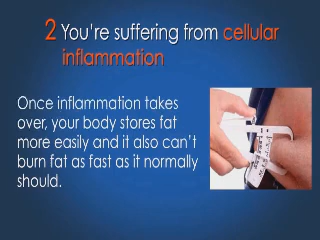 2 You're suffering from cellular
inflammation
Once inflammation takes
over, your body stores fat
more easily and it also can't
burn fat as fast as it normally
should.